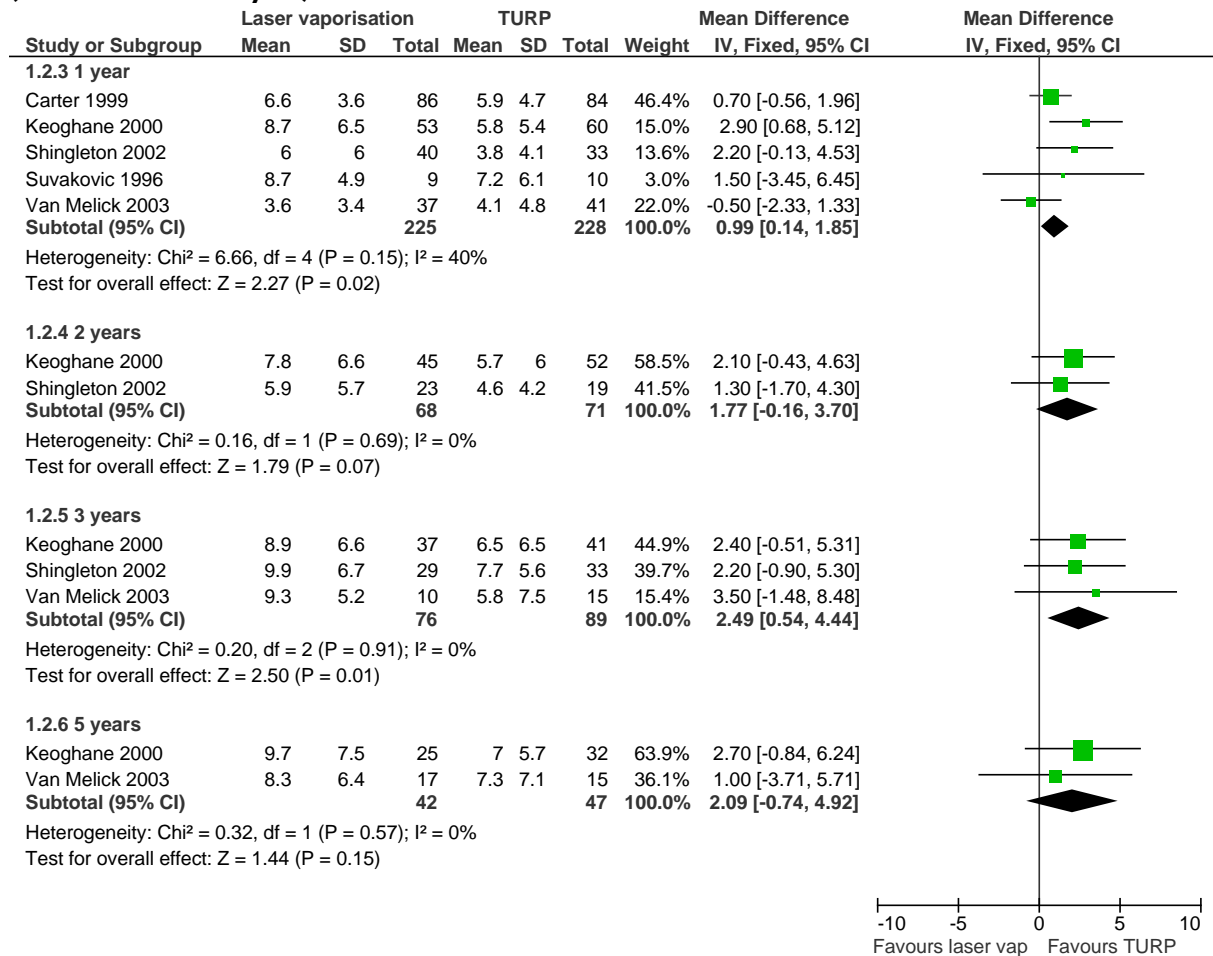 Laser vaporisation TURP Mean Difference Mean Difference
Study or Subgroup Mean SD Total Mean SD Total Weight IV, Fixed, 95% CI IV, Fixed, 95% CI
1.2.3 1 year
Carter 1999 6.6 3.6 86 5.9 4.7 84 46.4% 0.70 [-0.56, 1.96]
Keoghane 2000 8.7 6.5 53 5.8 5.4 60 15.0% 2.90 [0.68, 5.12]
Shingleton 2002 6 6 40 3.8 4.1 33 13.6% 2.20 [-0.13, 4.53]
Suvakovic 1996 8.7 4.9 9 7.2 6.1 10 3.0% 1.50 [-3.45, 6.45]
Van Melick 2003 3.6 3.4 37 4.1 4.8 41 22.0% -0.50 [-2.33, 1.33]
Subtotal (95% CI) 225 228 100.0% 0.99 [0.14, 1.85]
Heterogeneity: Chi² = 6.66, df = 4 (P = 0.15); I² = 40%
Test for overall effect: Z = 2.27 (P = 0.02)
1.2.4 2 years
Keoghane 2000 7.8 6.6 45 5.7 6 52 58.5% 2.10 [-0.43, 4.63]
Shingleton 2002 5.9 5.7 23 4.6 4.2 19 41.5% 1.30 [-1.70, 4.30]
Subtotal (95% CI) 68 71 100.0% 1.77 [-0.16, 3.70]
Heterogeneity: Chi² = 0.16, df = 1 (P = 0.69); I² = 0%
Test for overall effect: Z = 1.79 (P = 0.07)
1.2.5 3 years
Keoghane 2000 8.9 6.6 37 6.5 6.5 41 44.9% 2.40 [-0.51, 5.31]
Shingleton 2002 9.9 6.7 29 7.7 5.6 33 39.7% 2.20 [-0.90, 5.30]
Van Melick 2003 9.3 5.2 10 5.8 7.5 15 15.4% 3.50 [-1.48, 8.48]
Subtotal (95% CI) 76 89 100.0% 2.49 [0.54, 4.44]
Heterogeneity: Chi² = 0.20, df = 2 (P = 0.91); I² = 0%
Test for overall effect: Z = 2.50 (P = 0.01)
1.2.6 5 years
Keoghane 2000 9.7 7.5 25 7 5.7 32 63.9% 2.70 [-0.84, 6.24]
Van Melick 2003 8.3 6.4 17 7.3 7.1 15 36.1% 1.00 [-3.71, 5.71]
Subtotal (95% CI) 42 47 100.0% 2.09 [-0.74, 4.92]
Heterogeneity: Chi² = 0.32, df = 1 (P = 0.57); I² = 0%
Test for overall effect: Z = 1.44 (P = 0.15)
-10 -5 0 5 10
Favours laser vap Favours TURP